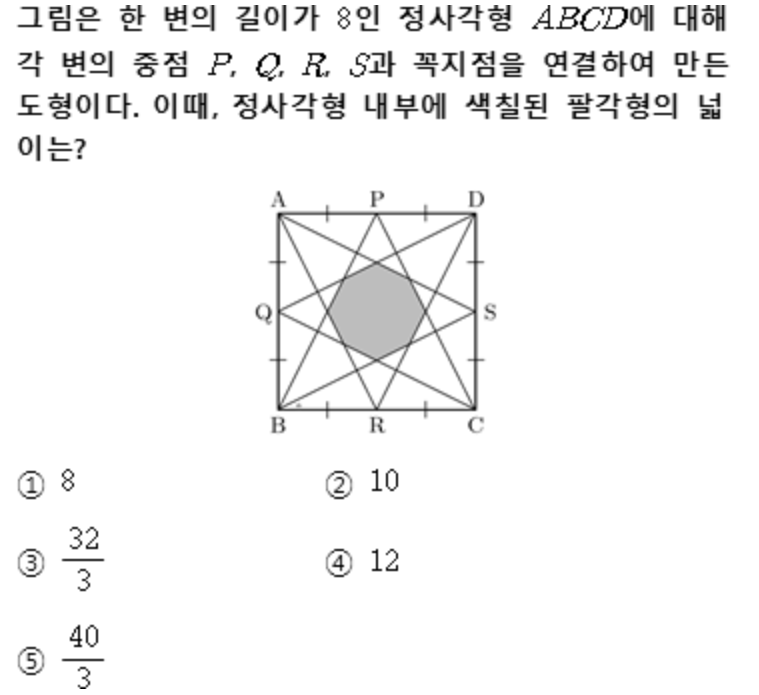 그림은 한 변의 길이가 8인 정사각형 ABCD에 대해
각 변의 중점 P, Q, R, S과 꼭지점을 연결하여 만든
도형이다. 이때, 정사각형 내부에 색칠된 팔각형의 넓
이는?
A P D
Q S
B R C
① 8 ② 10
③ 32/3 ④ 12
⑤ 40/3